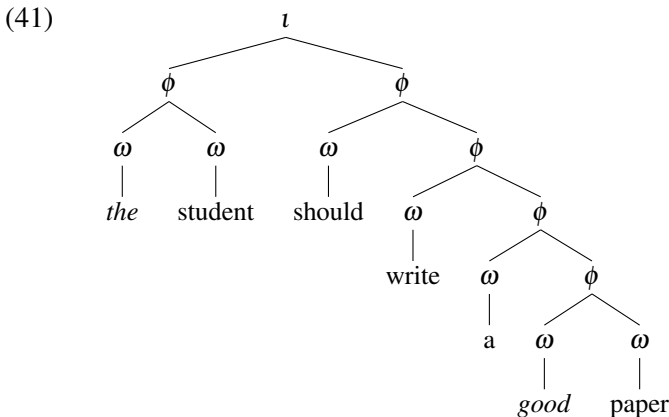 (41) ι
ϕ ϕ
ω ω ω ϕ
the student should ω ϕ
write ω ϕ
a ω ω
good paper